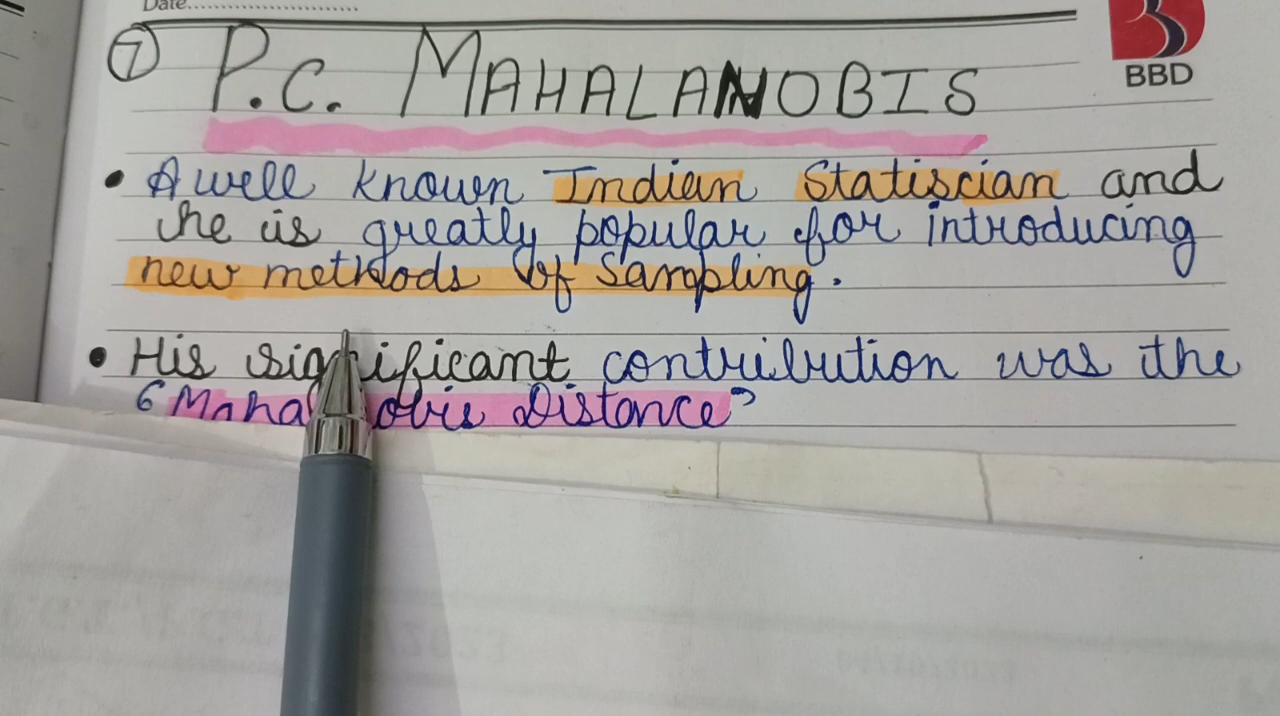 Date
BBD
7 P.C. MAHALANOBIS
• A well known Indian Statiscian and
he is greatly popular for introducing
new methods of Sampling.
• His significant contribution was the
'Mahalanobis Distance'